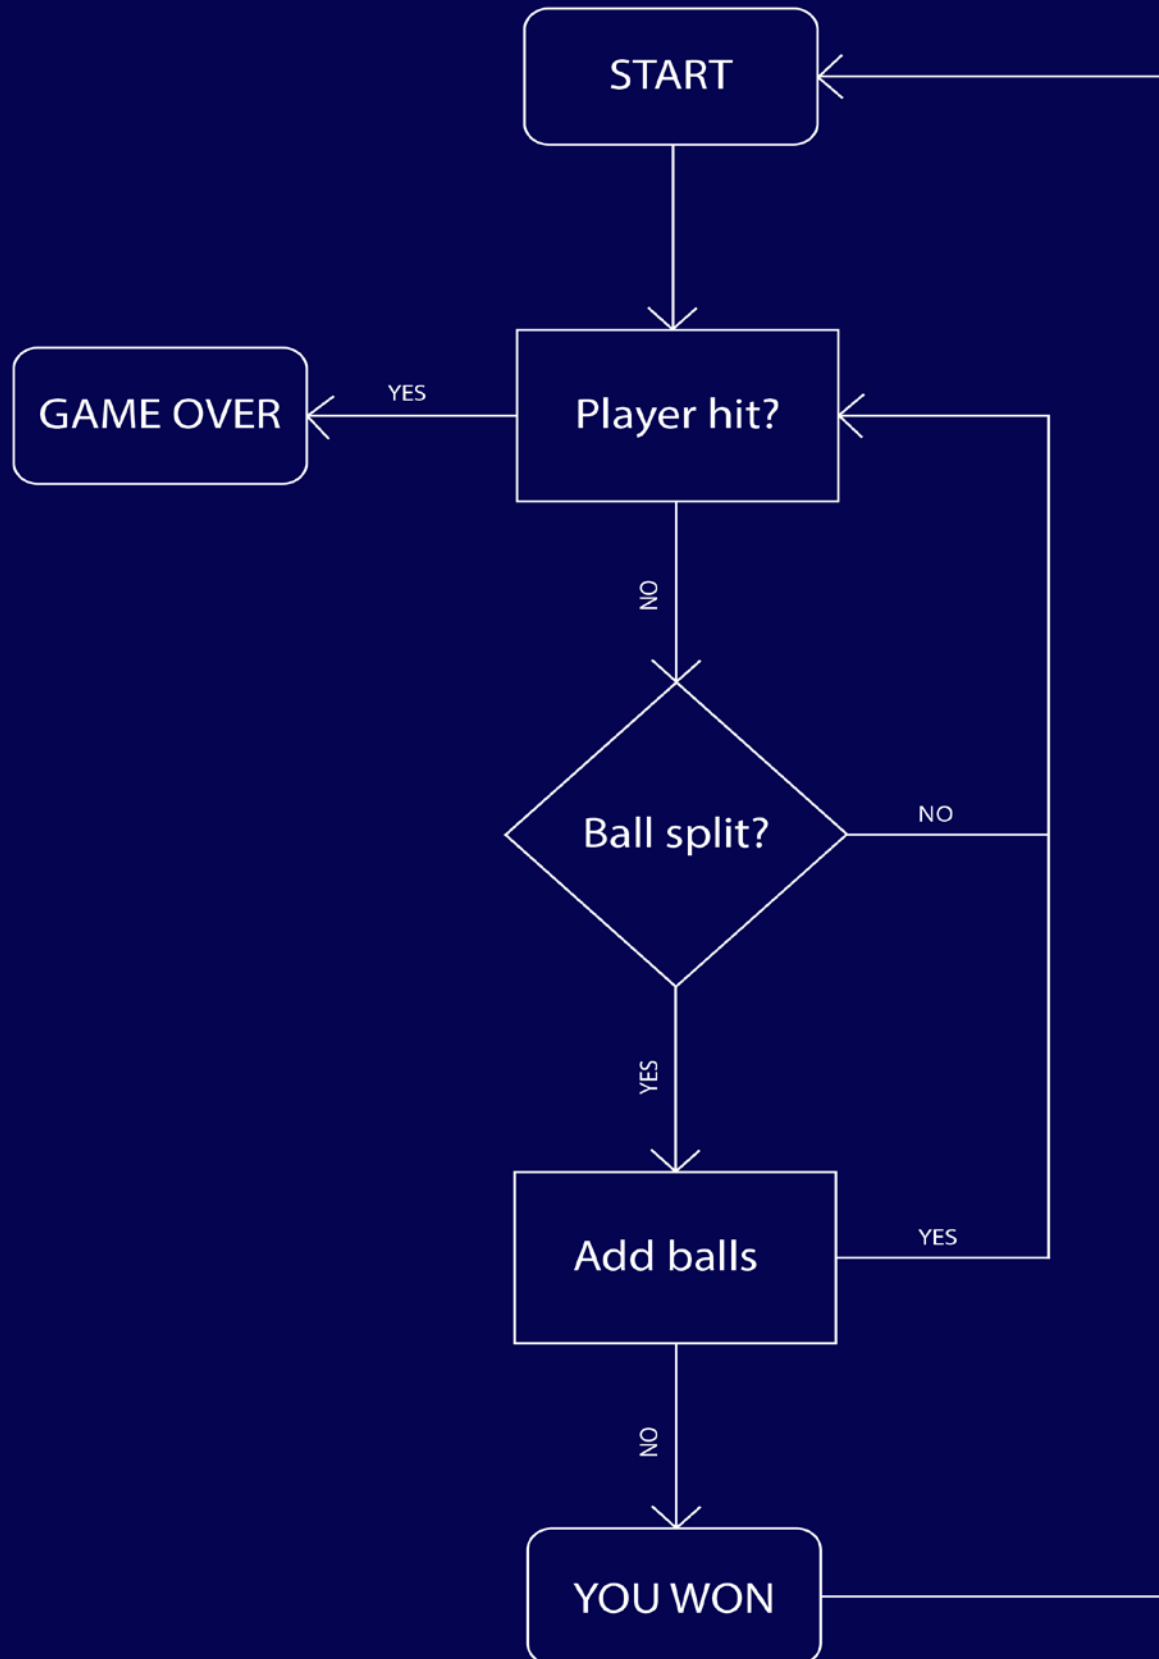 START
GAME OVER
YES
Player hit?
NO
Ball split?
NO
YES
Add balls
YES
NO
YOU WON